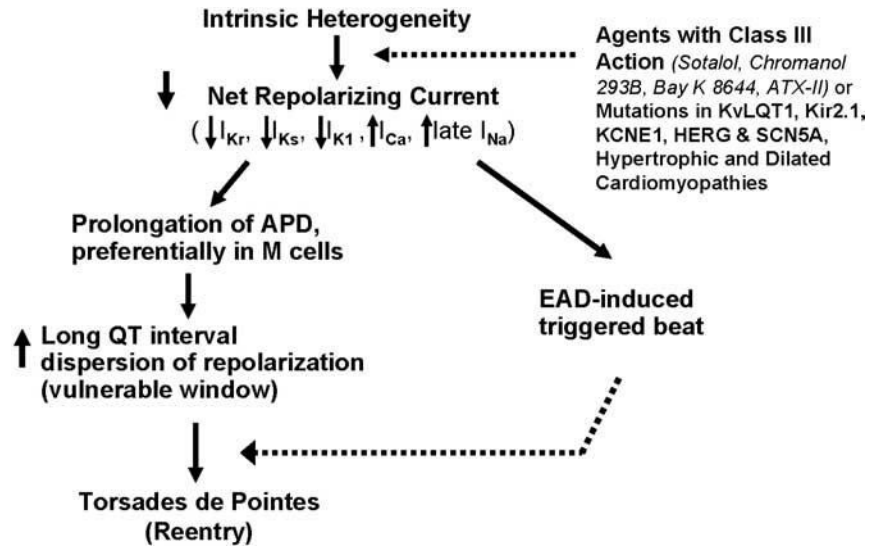 Intrinsic Heterogeneity
Agents with Class III
Action (Sotalol, Chromanol
293B, Bay K 8644, ATX-II) or
Mutations in KvLQT1, Kir2.1,
KCNE1, HERG & SCN5A,
Hypertrophic and Dilated
Cardiomyopathies
↓ Net Repolarizing Current
(↓IKr, ↓IKs, ↓IK1 ,↑ICa, ↑late INa)
Prolongation of APD,
preferentially in M cells
EAD-induced
triggered beat
↑ Long QT interval
dispersion of repolarization
(vulnerable window)
Torsades de Pointes
(Reentry)